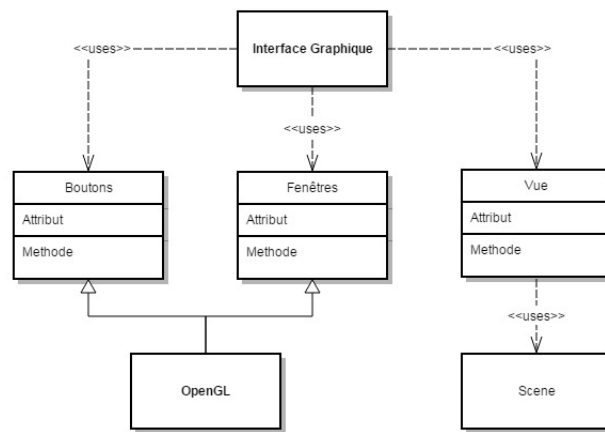 Interface Graphique
<<uses>>
<<uses>>
<<uses>>
Boutons
Attribut
Methode
Fenêtres
Attribut
Methode
Vue
Attribut
Methode
<<uses>>
OpenGL
Scene